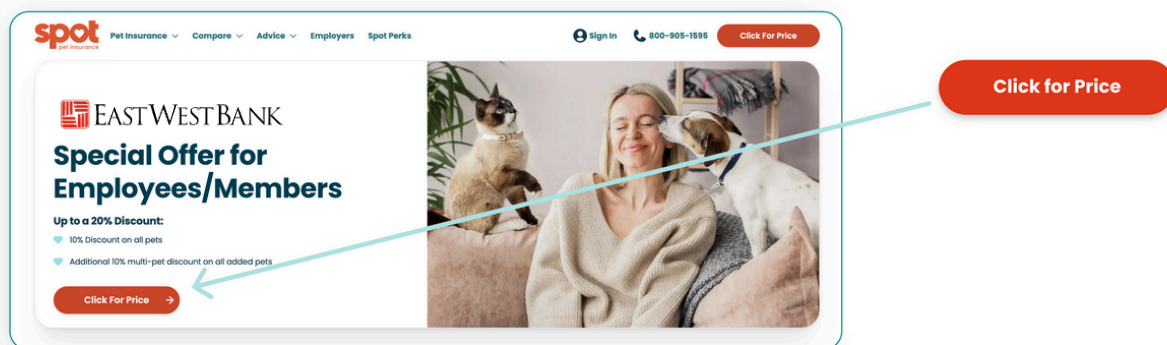 spot
pet insurance
Pet Insurance Compare Advice Employers Spot Perks
Sign In 800-905-1595 Click For Price
EASTWESTBANK
Special Offer for
Employees/Members
Up to a 20% Discount:
10% Discount on all pets
Additional 10% multi-pet discount on all added pets
Click For Price
Click for Price